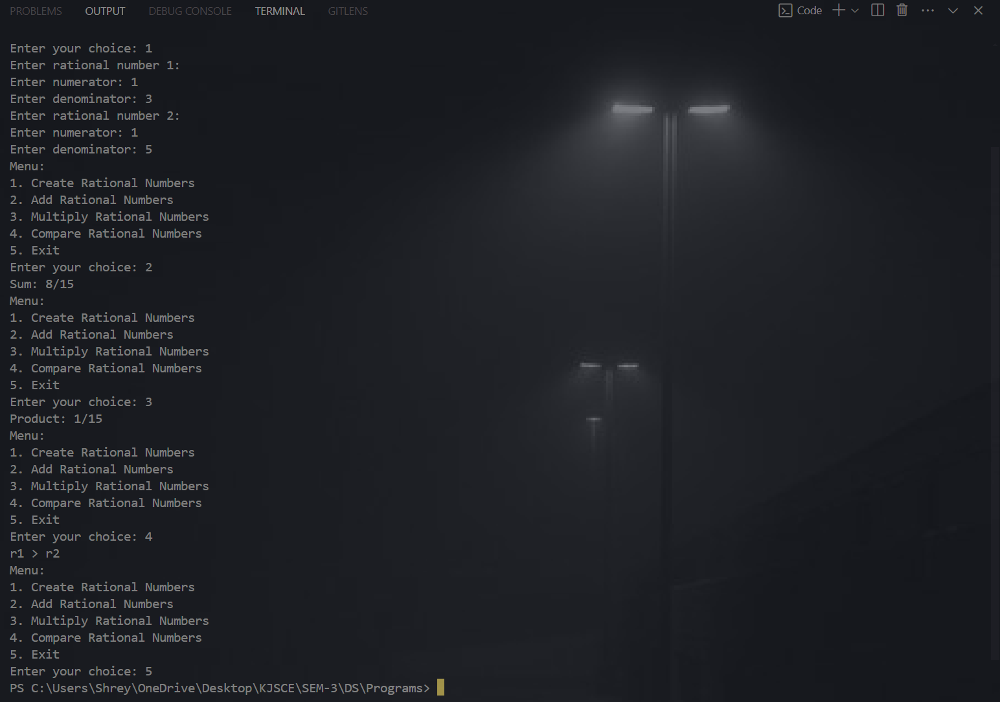 PROBLEMS OUTPUT DEBUG CONSOLE TERMINAL GITLENS Code
Enter your choice: 1
Enter rational number 1:
Enter numerator: 1
Enter denominator: 3
Enter rational number 2:
Enter numerator: 1
Enter denominator: 5
Menu:
1. Create Rational Numbers
2. Add Rational Numbers
3. Multiply Rational Numbers
4. Compare Rational Numbers
5. Exit
Enter your choice: 2
Sum: 8/15
Menu:
1. Create Rational Numbers
2. Add Rational Numbers
3. Multiply Rational Numbers
4. Compare Rational Numbers
5. Exit
Enter your choice: 3
Product: 1/15
Menu:
1. Create Rational Numbers
2. Add Rational Numbers
3. Multiply Rational Numbers
4. Compare Rational Numbers
5. Exit
Enter your choice: 4
r1 > r2
Menu:
1. Create Rational Numbers
2. Add Rational Numbers
3. Multiply Rational Numbers
4. Compare Rational Numbers
5. Exit
Enter your choice: 5
PS C:\Users\Shrey\OneDrive\Desktop\KJSCE\SEM-3\DS\Programs>